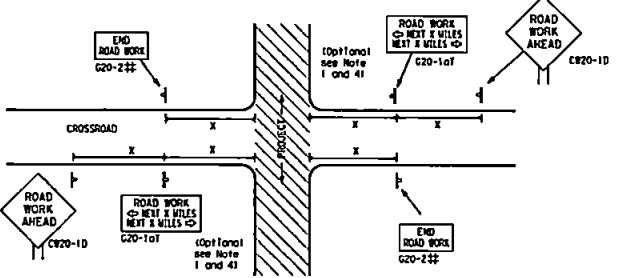 END
ROAD WORK
G20-2‡‡
(Optional
see Note
1 and 4)
ROAD WORK
⇦ NEXT X MILES
NEXT X MILES ⇨
G20-1aT
ROAD
WORK
AHEAD
CW20-1D
CROSSROAD
X
X
X
PROJECT
X
X
X
ROAD
WORK
AHEAD
CW20-1D
ROAD WORK
⇦ NEXT X MILES
NEXT X MILES ⇨
G20-1aT
(Optional
see Note
1 and 4)
END
ROAD WORK
G20-2‡‡